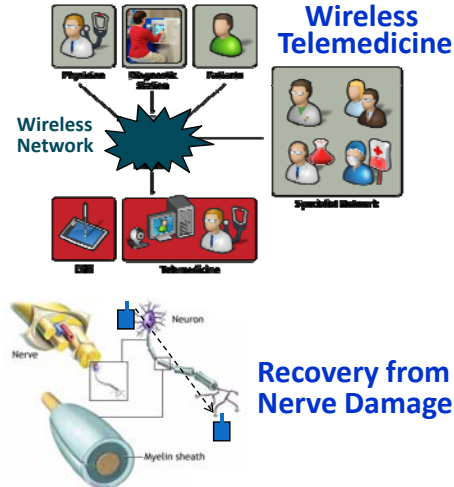 Wireless
Telemedicine
Physician
Diagnostic
Station
Patients
Wireless
Network
Specialist Network
Telemedicine
Neuron
Nerve
Recovery from
Nerve Damage
Myelin sheath